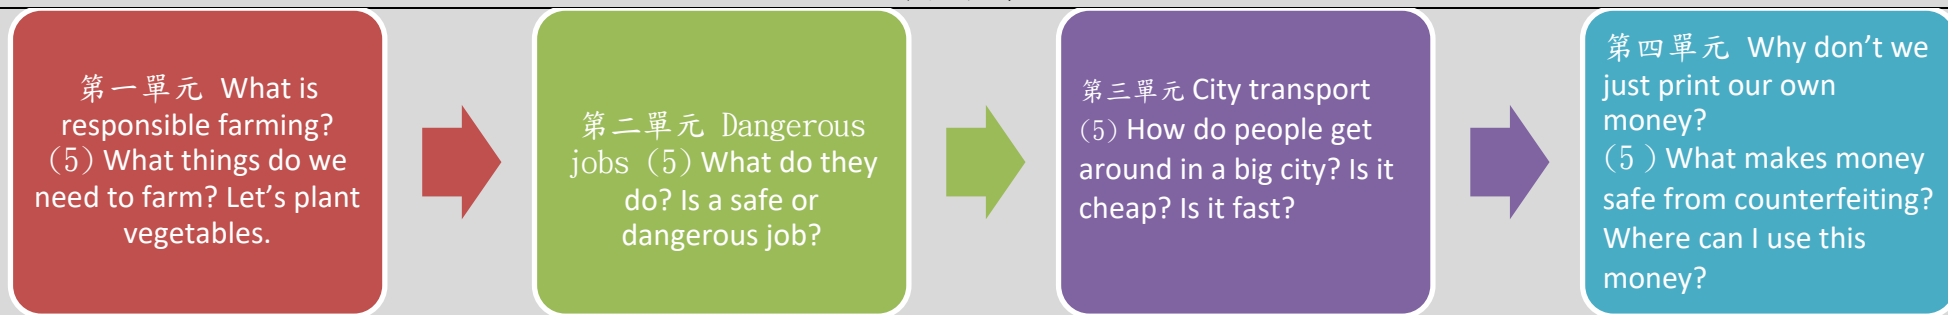 第一單元 What is
responsible farming?
(5) What things do we
need to farm? Let’s plant
vegetables.
第二單元 Dangerous
jobs (5) What do they
do? Is a safe or
dangerous job?
第三單元 City transport
(5) How do people get
around in a big city? Is it
cheap? Is it fast?
第四單元 Why don’t we
just print our own
money?
(5 ) What makes money
safe from counterfeiting?
Where can I use this
money?